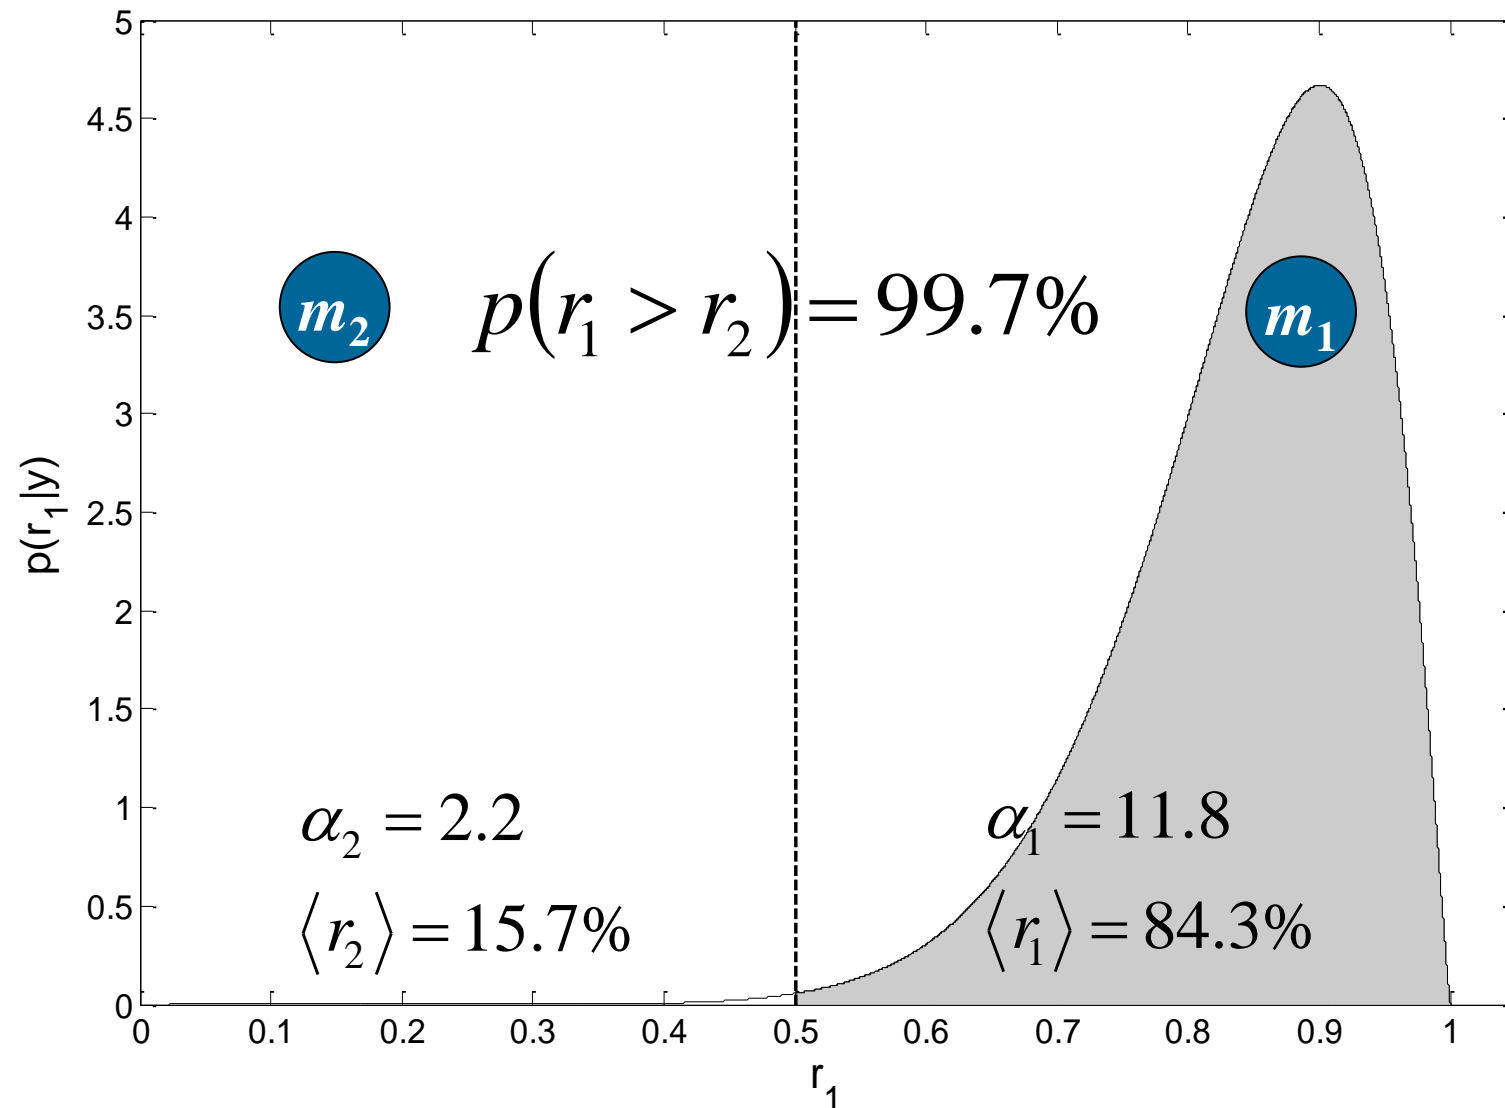 5
4.5
4
3.5
3
2.5
2
1.5
1
0.5
0
p(r₁|y)
m₂
p(r₁ > r₂) = 99.7%
m₁
α₂ = 2.2
α₁ = 11.8
⟨r₂⟩ = 15.7%
⟨r₁⟩ = 84.3%
0 0.1 0.2 0.3 0.4 0.5 0.6 0.7 0.8 0.9 1
r₁